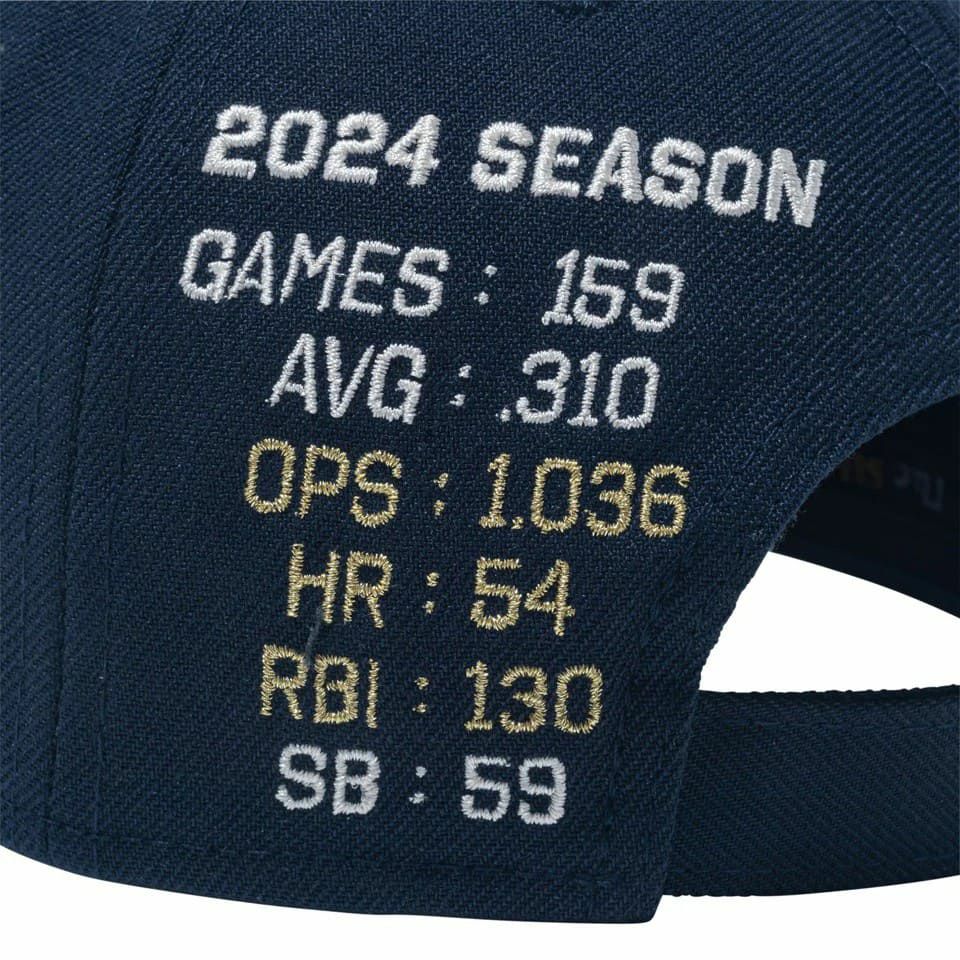 2024 SEASON
GAMES : 159
AVG : .310
OPS : 1.036
HR : 54
RBI : 130
SB : 59